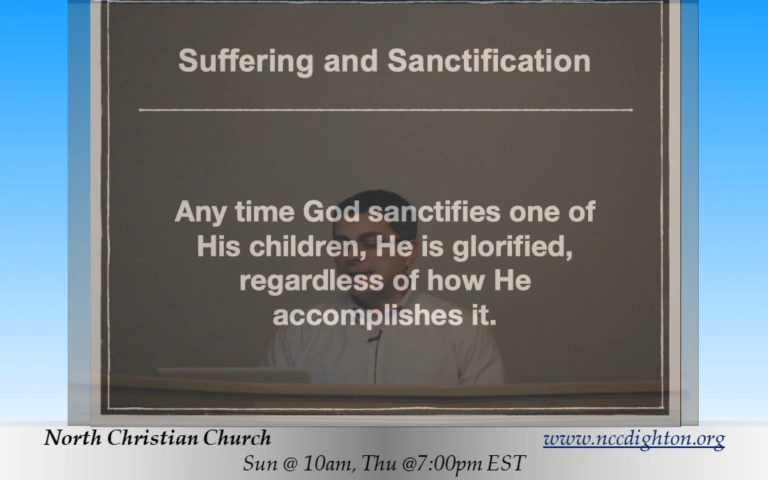 Suffering and Sanctification
Any time God sanctifies one of
His children, He is glorified,
regardless of how He
accomplishes it.
North Christian Church www.nccdighton.org
Sun @ 10am, Thu @7:00pm EST